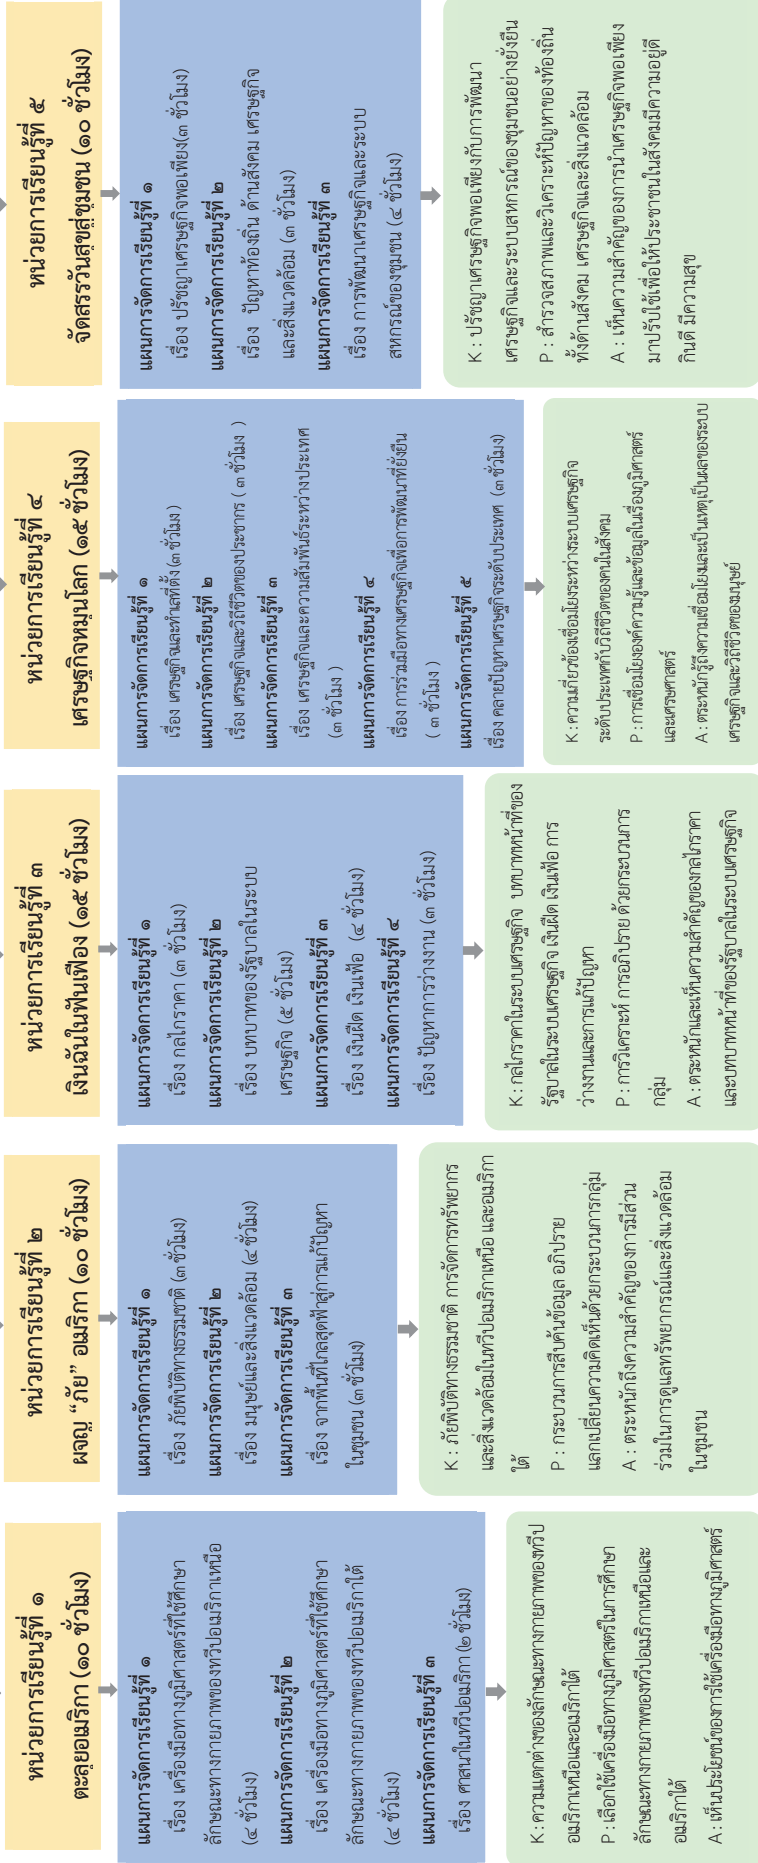 หน่วยการเรียนรู้ที่ ๑
ตะลุยอเมริกา (๑๐ ชั่วโมง)
แผนการจัดการเรียนรู้ที่ ๑
เรื่อง เครื่องมือทางภูมิศาสตร์ที่ใช้ศึกษา
ลักษณะทางกายภาพของทวีปอเมริกาเหนือ
(๔ ชั่วโมง)
แผนการจัดการเรียนรู้ที่ ๒
เรื่อง เครื่องมือทางภูมิศาสตร์ที่ใช้ศึกษา
ลักษณะทางกายภาพของทวีปอเมริกาใต้
(๔ ชั่วโมง)
แผนการจัดการเรียนรู้ที่ ๓
เรื่อง ศาสนาในทวีปอเมริกา (๒ ชั่วโมง)
K : ความแตกต่างของลักษณะทางกายภาพของทวีป
อเมริกาเหนือและอเมริกาใต้
P : เลือกใช้เครื่องมือทางภูมิศาสตร์ในการศึกษา
ลักษณะทางกายภาพของทวีปอเมริกาเหนือและ
อเมริกาใต้
A : เห็นประโยชน์ของการใช้เครื่องมือทางภูมิศาสตร์
หน่วยการเรียนรู้ที่ ๒
ผจญ “ภัย” อเมริกา (๑๐ ชั่วโมง)
แผนการจัดการเรียนรู้ที่ ๑
เรื่อง ภัยพิบัติทางธรรมชาติ (๓ ชั่วโมง)
แผนการจัดการเรียนรู้ที่ ๒
เรื่อง มนุษย์และสิ่งแวดล้อม (๔ ชั่วโมง)
แผนการจัดการเรียนรู้ที่ ๓
เรื่อง จากพื้นที่ไกลสุดฟ้าสู่การแก้ปัญหา
ในชุมชน (๓ ชั่วโมง)
K : ภัยพิบัติทางธรรมชาติ การจัดการทรัพยากร
และสิ่งแวดล้อมในทวีปอเมริกาเหนือ และอเมริกา
ใต้
P : กระบวนการสืบค้นข้อมูล อภิปราย
แลกเปลี่ยนความคิดเห็นด้วยกระบวนการกลุ่ม
A : ตระหนักถึงความสำคัญของการมีส่วน
ร่วมในการดูแลทรัพยากรณ์และสิ่งแวดล้อม
ในชุมชน
หน่วยการเรียนรู้ที่ ๓
เงินฉันในฟันเฟือง (๑๕ ชั่วโมง)
แผนการจัดการเรียนรู้ที่ ๑
เรื่อง กลไกราคา (๓ ชั่วโมง)
แผนการจัดการเรียนรู้ที่ ๒
เรื่อง บทบาทของรัฐบาลในระบบ
เศรษฐกิจ (๕ ชั่วโมง)
แผนการจัดการเรียนรู้ที่ ๓
เรื่อง เงินฝืด เงินเฟ้อ (๔ ชั่วโมง)
แผนการจัดการเรียนรู้ที่ ๔
เรื่อง ปัญหาการว่างงาน (๓ ชั่วโมง)
K : กลไกราคาในระบบเศรษฐกิจ บทบาทหน้าที่ของ
รัฐบาลในระบบเศรษฐกิจ เงินฝืด เงินเฟ้อ การ
ว่างงานและการแก้ปัญหา
P : การวิเคราะห์ การอภิปราย ด้วยกระบวนการ
กลุ่ม
A : ตระหนักและเห็นความสำคัญของกลไกราคา
และบทบาทหน้าที่ของรัฐบาลในระบบเศรษฐกิจ
หน่วยการเรียนรู้ที่ ๔
เศรษฐกิจหมุนโลก (๑๕ ชั่วโมง)
แผนการจัดการเรียนรู้ที่ ๑
เรื่อง เศรษฐกิจและทำเลที่ตั้ง (๓ ชั่วโมง )
แผนการจัดการเรียนรู้ที่ ๒
เรื่อง เศรษฐกิจและวิถีชีวิตของประชากร ( ๓ ชั่วโมง )
แผนการจัดการเรียนรู้ที่ ๓
เรื่อง เศรษฐกิจและความสัมพันธ์ระหว่างประเทศ
(๓ ชั่วโมง )
แผนการจัดการเรียนรู้ที่ ๔
เรื่อง การร่วมมือทางเศรษฐกิจเพื่อการพัฒนาที่ยั่งยืน
( ๓ ชั่วโมง )
แผนการจัดการเรียนรู้ที่ ๕
เรื่อง คลายปัญหาเศรษฐกิจระดับประเทศ (๓ ชั่วโมง)
K : ความเกี่ยวข้องเชื่อมโยงระหว่างระบบเศรษฐกิจ
ระดับประเทศกับวิถีชีวิตของคนในสังคม
P : การเชื่อมโยงองค์ความรู้และข้อมูลในเรื่องภูมิศาสตร์
และเศรษฐศาสตร์
A : ตระหนักรู้ถึงความเชื่อมโยงและเป็นเหตุเป็นผลของระบบ
เศรษฐกิจและวิถีชีวิตของมนุษย์
หน่วยการเรียนรู้ที่ ๕
จัดสรรวันสุขสู่ชุมชน (๑๐ ชั่วโมง)
แผนการจัดการเรียนรู้ที่ ๑
เรื่อง ปรัชญาเศรษฐกิจพอเพียง(๓ ชั่วโมง)
แผนการจัดการเรียนรู้ที่ ๒
เรื่อง ปัญหาท้องถิ่น ด้านสังคม เศรษฐกิจ
และสิ่งแวดล้อม (๓ ชั่วโมง)
แผนการจัดการเรียนรู้ที่ ๓
เรื่อง การพัฒนาเศรษฐกิจและระบบ
สหกรณ์ของชุมชน (๔ ชั่วโมง)
K : ปรัชญาเศรษฐกิจพอเพียงกับการพัฒนา
เศรษฐกิจและระบบสหกรณ์ของชุมชนอย่างยั่งยืน
P : สำรวจสภาพและวิเคราะห์ปัญหาของท้องถิ่น
ทั้งด้านสังคม เศรษฐกิจและสิ่งแวดล้อม
A : เห็นความสำคัญของการนำเศรษฐกิจพอเพียง
มาปรับใช้เพื่อให้ประชาชนในสังคมมีความอยู่ดี
กินดี มีความสุข